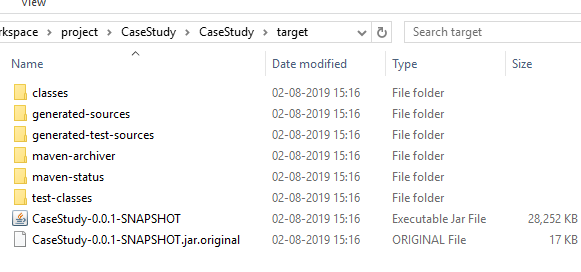 View
rkspace > project > CaseStudy > CaseStudy > target Search target
Name Date modified Type Size
classes 02-08-2019 15:16 File folder
generated-sources 02-08-2019 15:16 File folder
generated-test-sources 02-08-2019 15:16 File folder
maven-archiver 02-08-2019 15:16 File folder
maven-status 02-08-2019 15:16 File folder
test-classes 02-08-2019 15:16 File folder
CaseStudy-0.0.1-SNAPSHOT 02-08-2019 15:16 Executable Jar File 28,252 KB
CaseStudy-0.0.1-SNAPSHOT.jar.original 02-08-2019 15:16 ORIGINAL File 17 KB